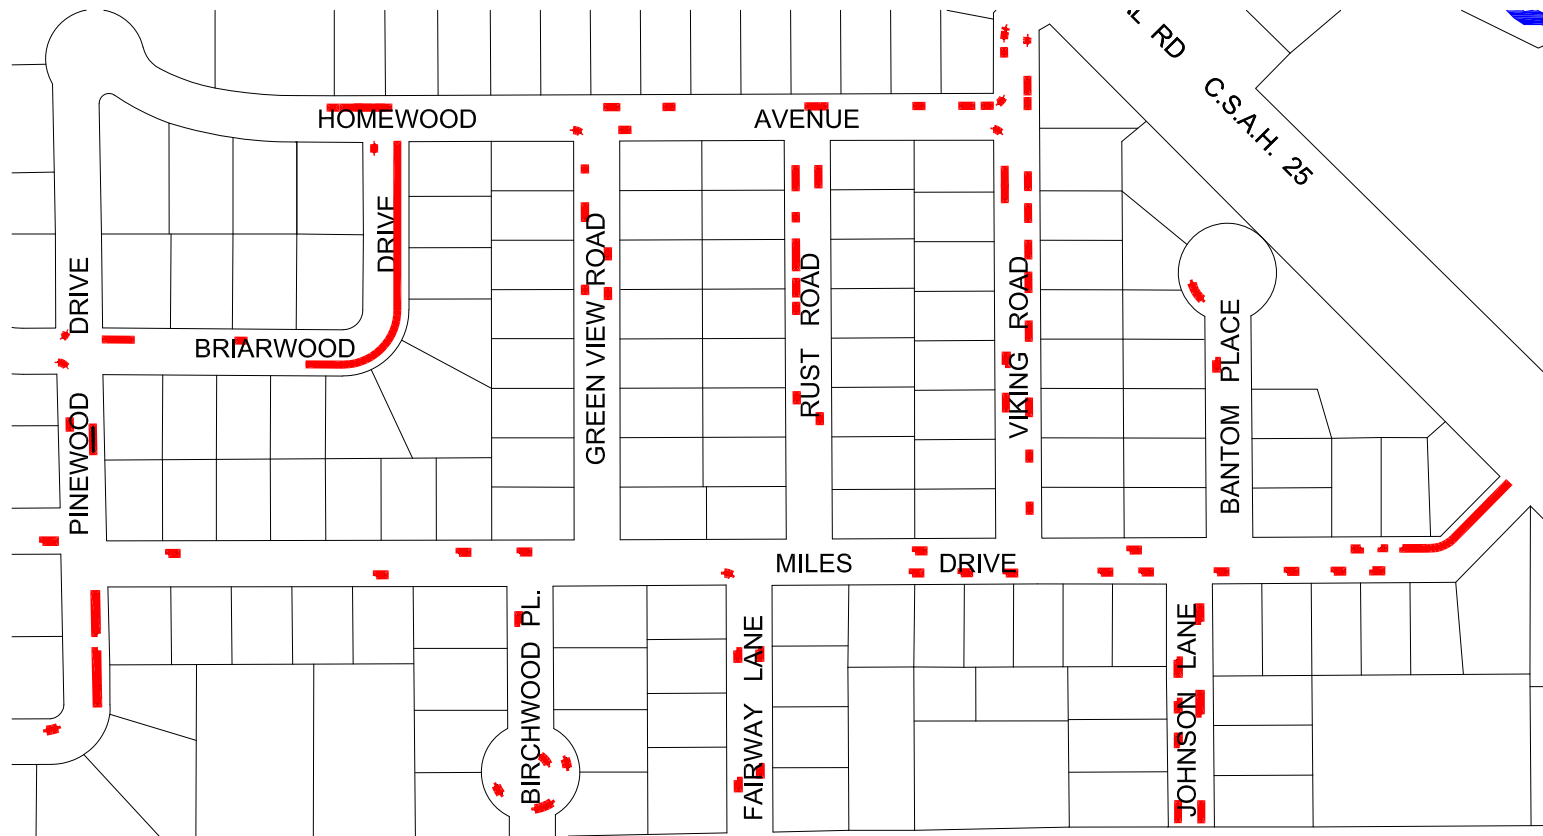 RD C.S.A.H. 25
HOMEWOOD AVENUE
DRIVE
BRIARWOOD
PINEWOOD DRIVE
GREEN VIEW ROAD
RUST ROAD
VIKING ROAD
BANTOM PLACE
MILES DRIVE
BIRCHWOOD PL.
FAIRWAY LANE
JOHNSON LANE